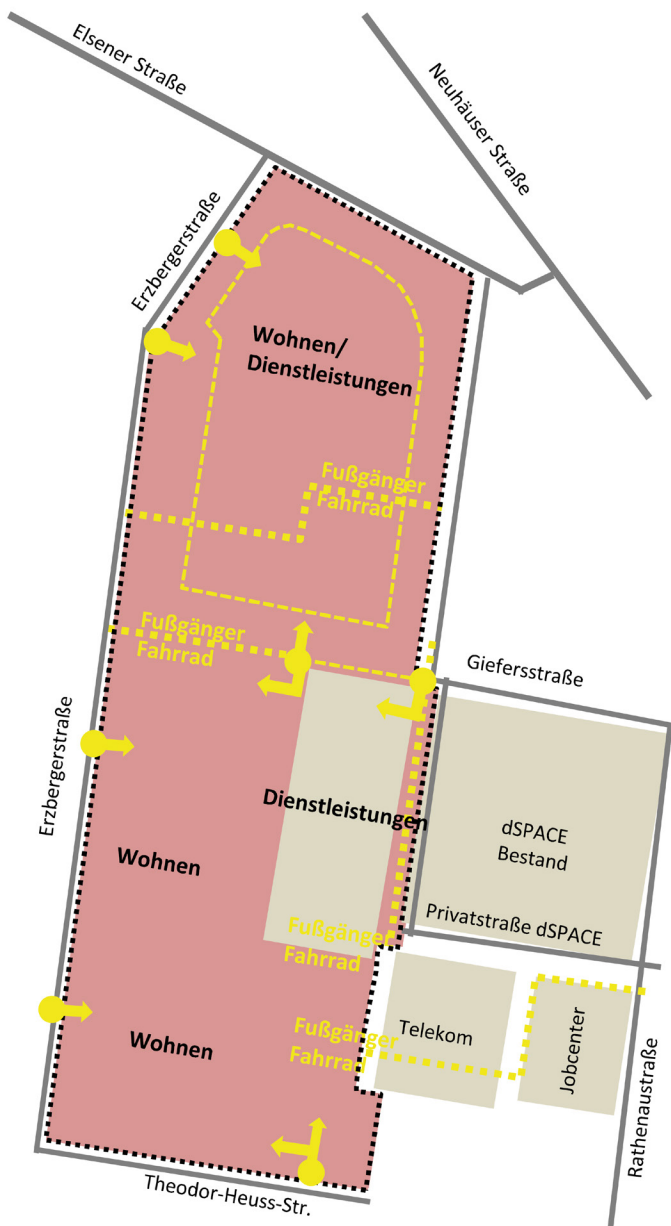 Elsener Straße
Neuhäuser Straße
Erzbergerstraße
Wohnen/
Dienstleistungen
Fußgänger
Fahrrad
Fußgänger
Fahrrad
Giefersstraße
Erzbergerstraße
Dienstleistungen
dSPACE
Bestand
Wohnen
Privatstraße dSPACE
Fußgänger
Fahrrad
Fußgänger
Fahrrad
Telekom
Jobcenter
Wohnen
Rathenaustraße
Theodor-Heuss-Str.